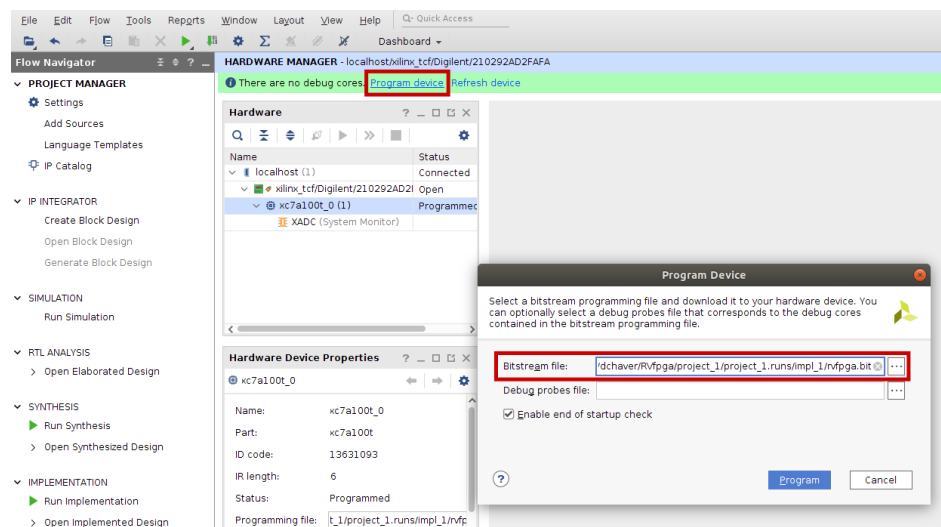 File Edit Flow Tools Reports Window Layout View Help Q- Quick Access
Dashboard
Flow Navigator ? _
HARDWARE MANAGER - localhost/xilinx_tcf/Digilent/210292AD2FAFA
There are no debug cores. Program device Refresh device
PROJECT MANAGER
Settings
Add Sources
Language Templates
IP Catalog
IP INTEGRATOR
Create Block Design
Open Block Design
Generate Block Design
SIMULATION
Run Simulation
RTL ANALYSIS
Open Elaborated Design
SYNTHESIS
Run Synthesis
Open Synthesized Design
IMPLEMENTATION
Run Implementation
Open Implemented Design
Hardware ? _
Name Status
localhost (1) Connected
xilinx_tcf/Digilent/210292AD2 Open
xc7a100t_0 (1) Programmed
XADC (System Monitor)
Hardware Device Properties ? _
xc7a100t_0
Name: xc7a100t_0
Part: xc7a100t
ID code: 13631093
IR length: 6
Status: Programmed
Programming file: t_1/project_1.runs/impl_1/rvfp
Program Device
Select a bitstream programming file and download it to your hardware device. You
can optionally select a debug probes file that corresponds to the debug cores
contained in the bitstream programming file.
Bitstream file: /dchaver/RVfpga/project_1/project_1.runs/impl_1/rvfpga.bit ...
Debug probes file: ...
Enable end of startup check
?
Program Cancel